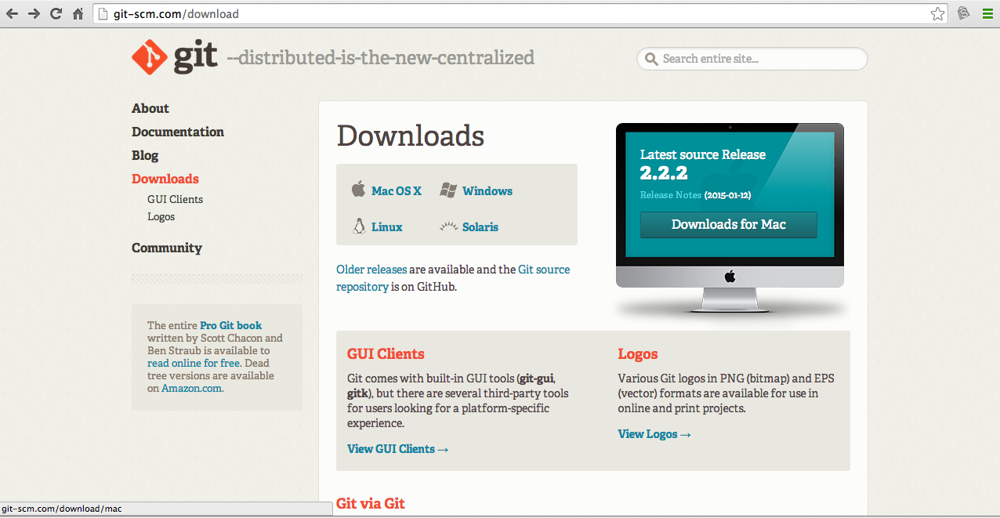 git-scm.com/download
git --distributed-is-the-new-centralized
Search entire site...
About
Documentation
Blog
Downloads
GUI Clients
Logos
Community
The entire Pro Git book
written by Scott Chacon and
Ben Straub is available to
read online for free. Dead
tree versions are available
on Amazon.com.
Downloads
Mac OS X
Windows
Linux
Solaris
Older releases are available and the Git source
repository is on GitHub.
Latest source Release
2.2.2
Release Notes (2015-01-12)
Downloads for Mac
GUI Clients
Git comes with built-in GUI tools (git-gui,
gitk), but there are several third-party tools
for users looking for a platform-specific
experience.
View GUI Clients →
Logos
Various Git logos in PNG (bitmap) and EPS
(vector) formats are available for use in
online and print projects.
View Logos →
Git via Git
git-scm.com/download/mac